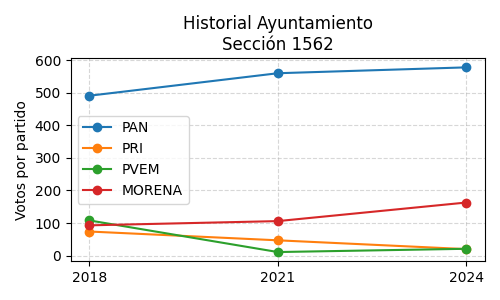 Historial Ayuntamiento
Sección 1562
Votos por partido
600
500
400
300
200
100
0
PAN
PRI
PVEM
MORENA
2018
2021
2024